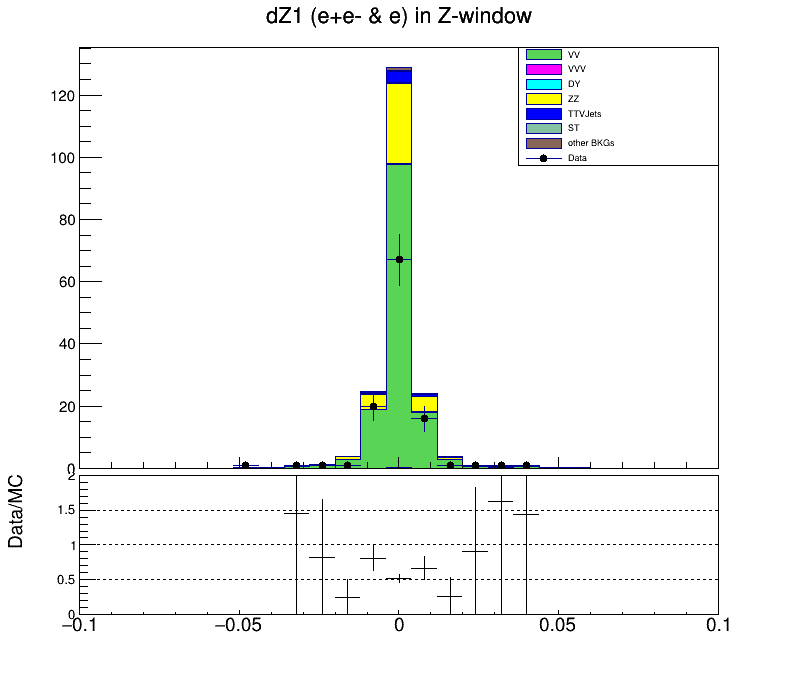 dZ1 (e+e- & e) in Z-window
VV
VVV
DY
ZZ
TTVJets
ST
other BKGs
Data
120
100
80
60
40
20
0
Data/MC
2
1.5
1
0.5
0
−0.1
−0.05
0
0.05
0.1